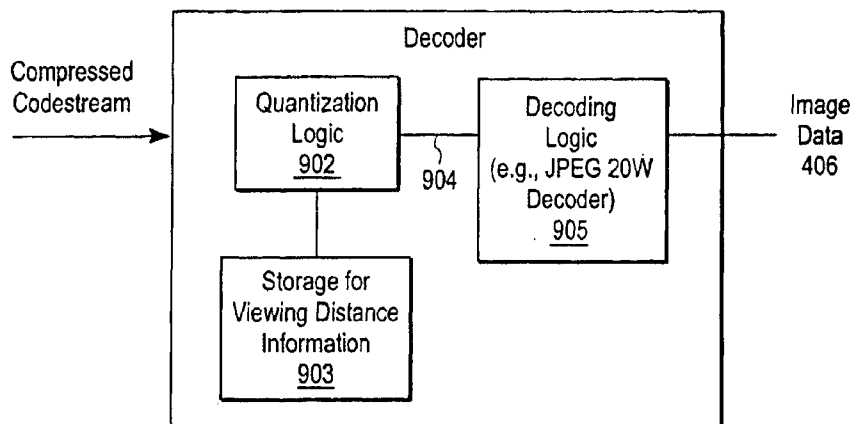 Decoder
Compressed
Codestream
Quantization
Logic
902
904
Decoding
Logic
(e.g., JPEG 20W
Decoder)
905
Image
Data
406
Storage for
Viewing Distance
Information
903